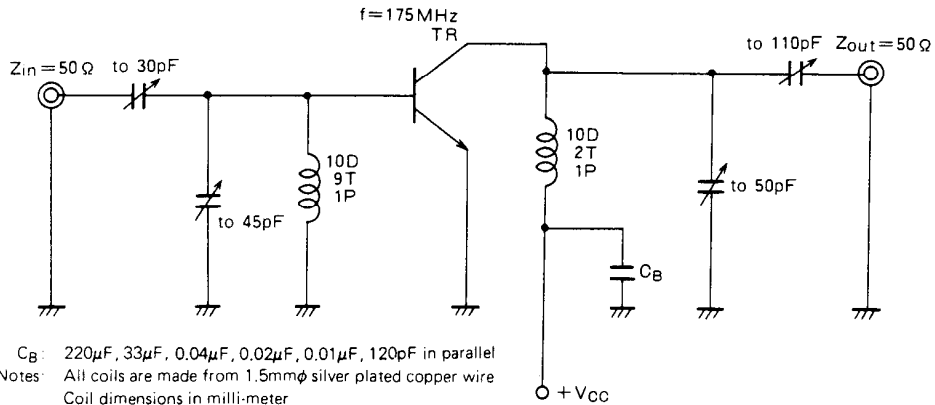 f=175MHz
TR
Zin=50Ω
to 30pF
to 110pF
Zout=50Ω
10D
9T
1P
to 45pF
10D
2T
1P
to 50pF
CB
CB: 220μF, 33μF, 0.04μF, 0.02μF, 0.01μF, 120pF in parallel
Notes: All coils are made from 1.5mmφ silver plated copper wire
Coil dimensions in milli-meter
+VCC